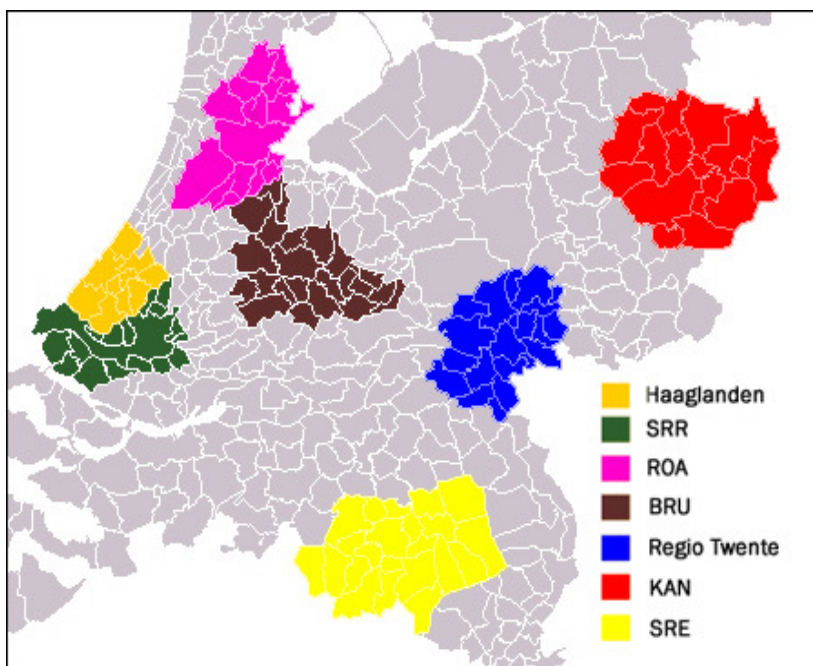 Haaglanden
SRR
ROA
BRU
Regio Twente
KAN
SRE